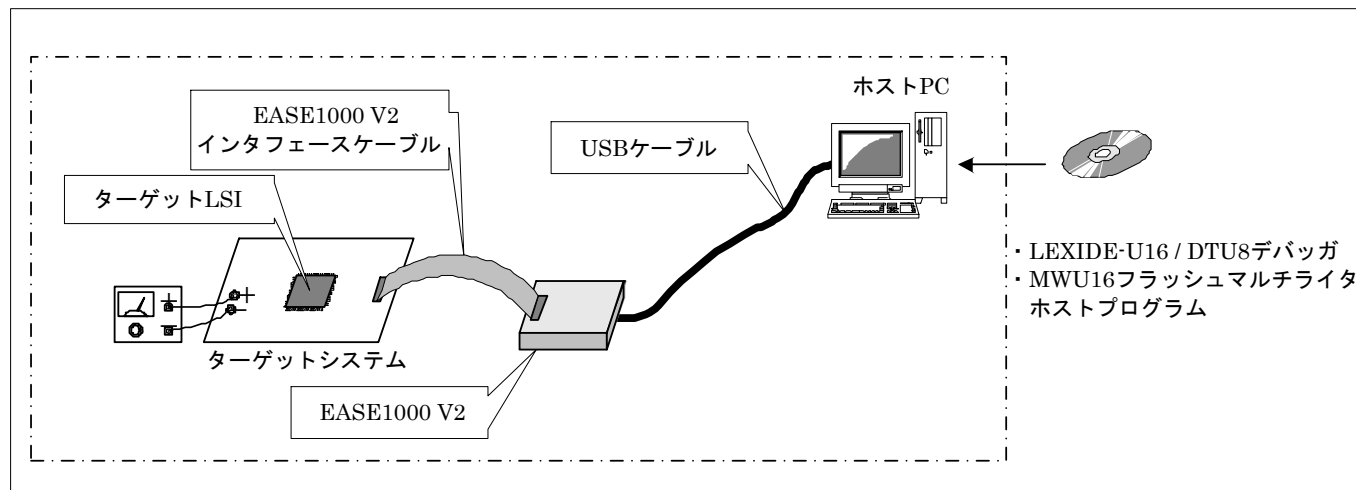 ホストPC
EASE1000 V2
インタフェースケーブル
USBケーブル
ターゲットLSI
・LEXIDE-U16 / DTU8デバッガ
・MWU16フラッシュマルチライタ
ホストプログラム
ターゲットシステム
EASE1000 V2